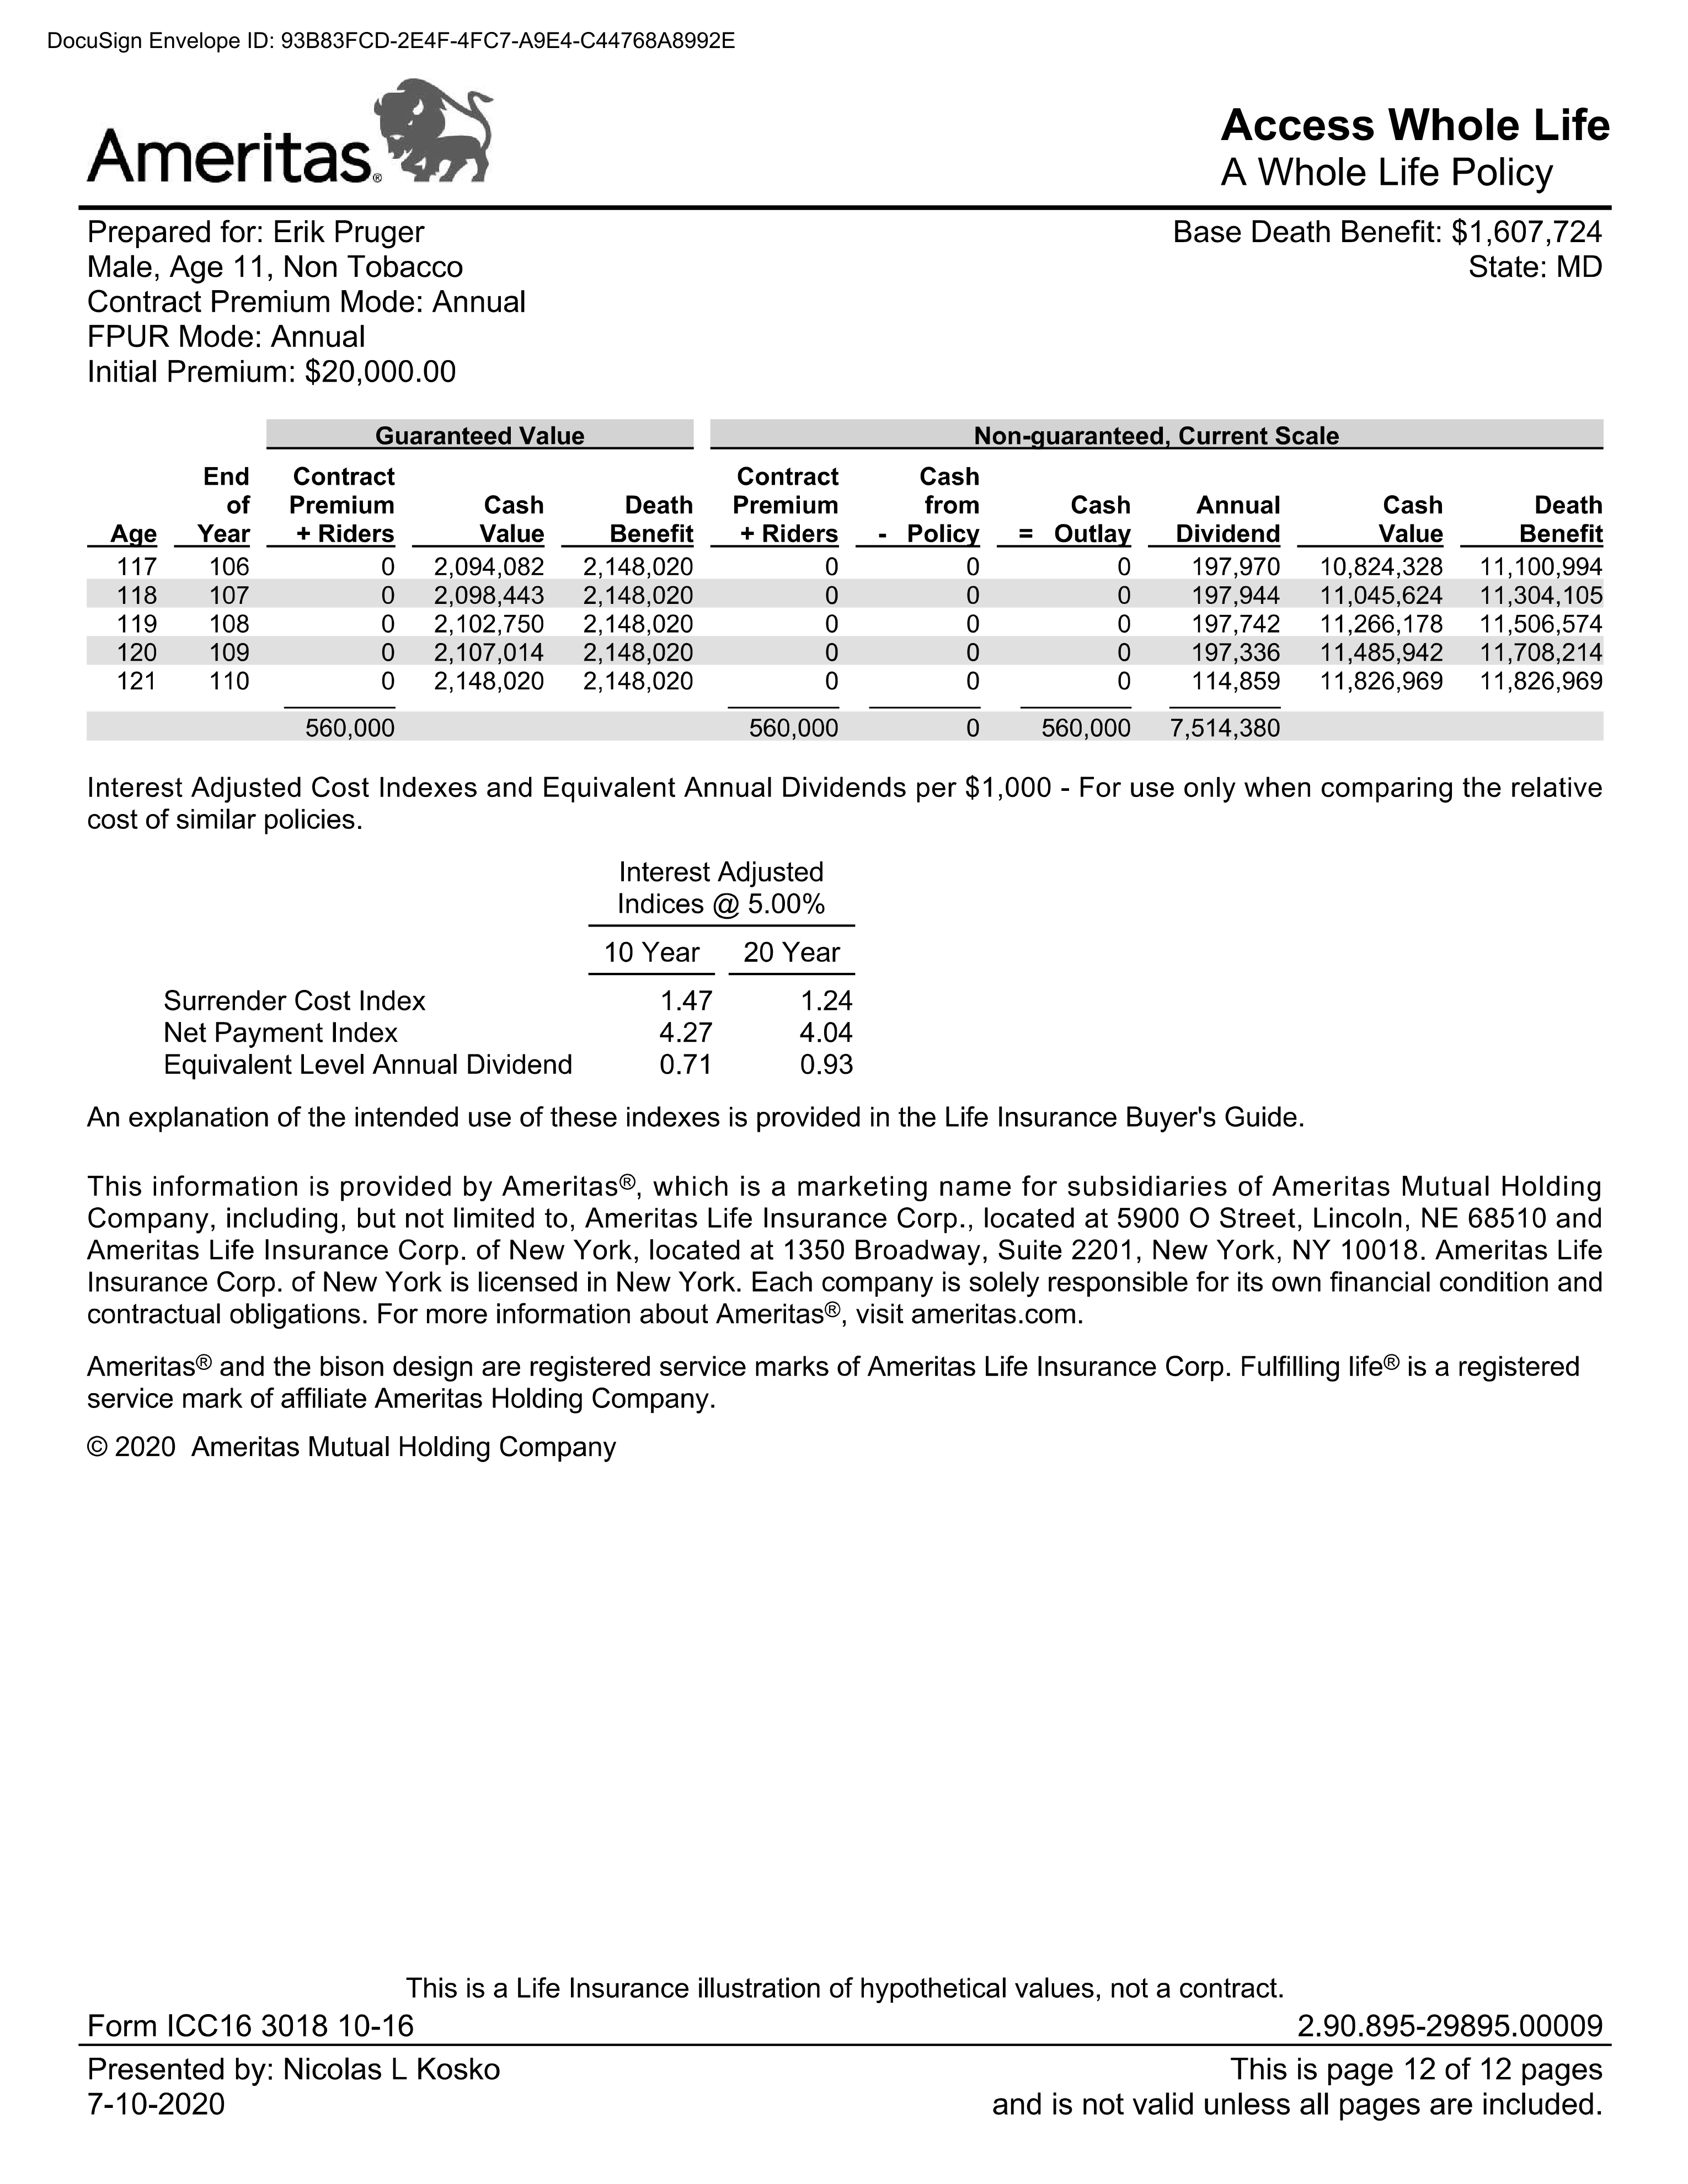 DocuSign Envelope ID: 93B83FCD-2E4F-4FC7-A9E4-C44768A8992E
Ameritas®
Access Whole Life
A Whole Life Policy
Prepared for: Erik Pruger
Base Death Benefit: $1,607,724
Male, Age 11, Non Tobacco
State: MD
Contract Premium Mode: Annual
FPUR Mode: Annual
Initial Premium: $20,000.00
Guaranteed Value Non-guaranteed, Current Scale
End Contract Contract Cash
of Premium Cash Death Premium from Cash Annual Cash Death
Age Year + Riders Value Benefit + Riders - Policy = Outlay Dividend Value Benefit
117 106 0 2,094,082 2,148,020 0 0 0 197,970 10,824,328 11,100,994
118 107 0 2,098,443 2,148,020 0 0 0 197,944 11,045,624 11,304,105
119 108 0 2,102,750 2,148,020 0 0 0 197,742 11,266,178 11,506,574
120 109 0 2,107,014 2,148,020 0 0 0 197,336 11,485,942 11,708,214
121 110 0 2,148,020 2,148,020 0 0 0 114,859 11,826,969 11,826,969
560,000 560,000 0 560,000 7,514,380
Interest Adjusted Cost Indexes and Equivalent Annual Dividends per $1,000 - For use only when comparing the relative
cost of similar policies.
Interest Adjusted
Indices @ 5.00%
10 Year 20 Year
Surrender Cost Index 1.47 1.24
Net Payment Index 4.27 4.04
Equivalent Level Annual Dividend 0.71 0.93
An explanation of the intended use of these indexes is provided in the Life Insurance Buyer's Guide.
This information is provided by Ameritas®, which is a marketing name for subsidiaries of Ameritas Mutual Holding
Company, including, but not limited to, Ameritas Life Insurance Corp., located at 5900 O Street, Lincoln, NE 68510 and
Ameritas Life Insurance Corp. of New York, located at 1350 Broadway, Suite 2201, New York, NY 10018. Ameritas Life
Insurance Corp. of New York is licensed in New York. Each company is solely responsible for its own financial condition and
contractual obligations. For more information about Ameritas®, visit ameritas.com.
Ameritas® and the bison design are registered service marks of Ameritas Life Insurance Corp. Fulfilling life® is a registered
service mark of affiliate Ameritas Holding Company.
© 2020 Ameritas Mutual Holding Company
This is a Life Insurance illustration of hypothetical values, not a contract.
Form ICC16 3018 10-16
2.90.895-29895.00009
Presented by: Nicolas L Kosko
This is page 12 of 12 pages
7-10-2020
and is not valid unless all pages are included.